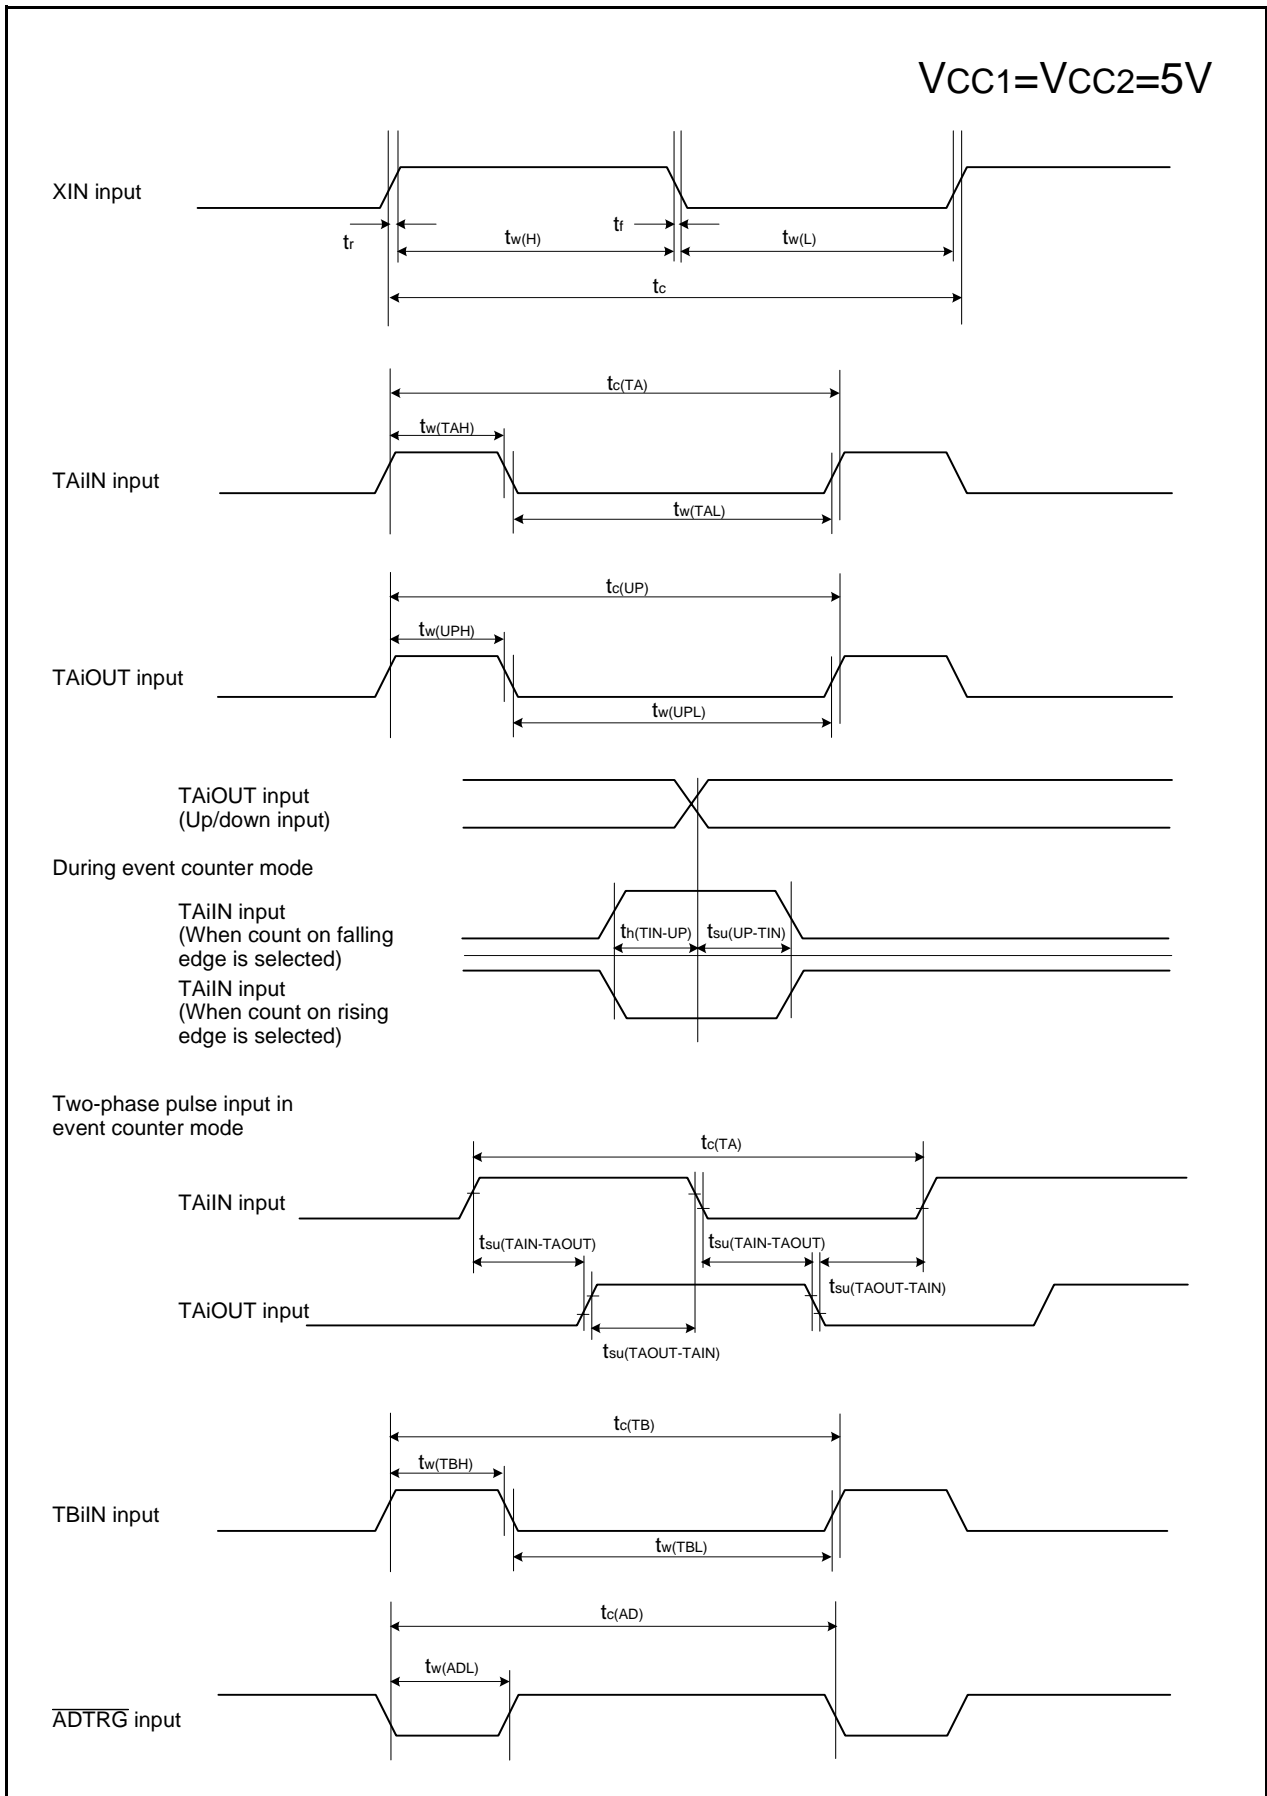 VCC1=VCC2=5V
XIN input
tr
tw(H)
tf
tw(L)
tc
tc(TA)
tw(TAH)
TAiIN input
tw(TAL)
tc(UP)
tw(UPH)
TAiOUT input
tw(UPL)
TAiOUT input
(Up/down input)
During event counter mode
TAiIN input
(When count on falling
edge is selected)
th(TIN-UP)
tsu(UP-TIN)
TAiIN input
(When count on rising
edge is selected)
Two-phase pulse input in
event counter mode
tc(TA)
TAiIN input
tsu(TAIN-TAOUT)
tsu(TAIN-TAOUT)
tsu(TAOUT-TAIN)
TAiOUT input
tsu(TAOUT-TAIN)
tc(TB)
tw(TBH)
TBiIN input
tw(TBL)
tc(AD)
tw(ADL)
ADTRG input